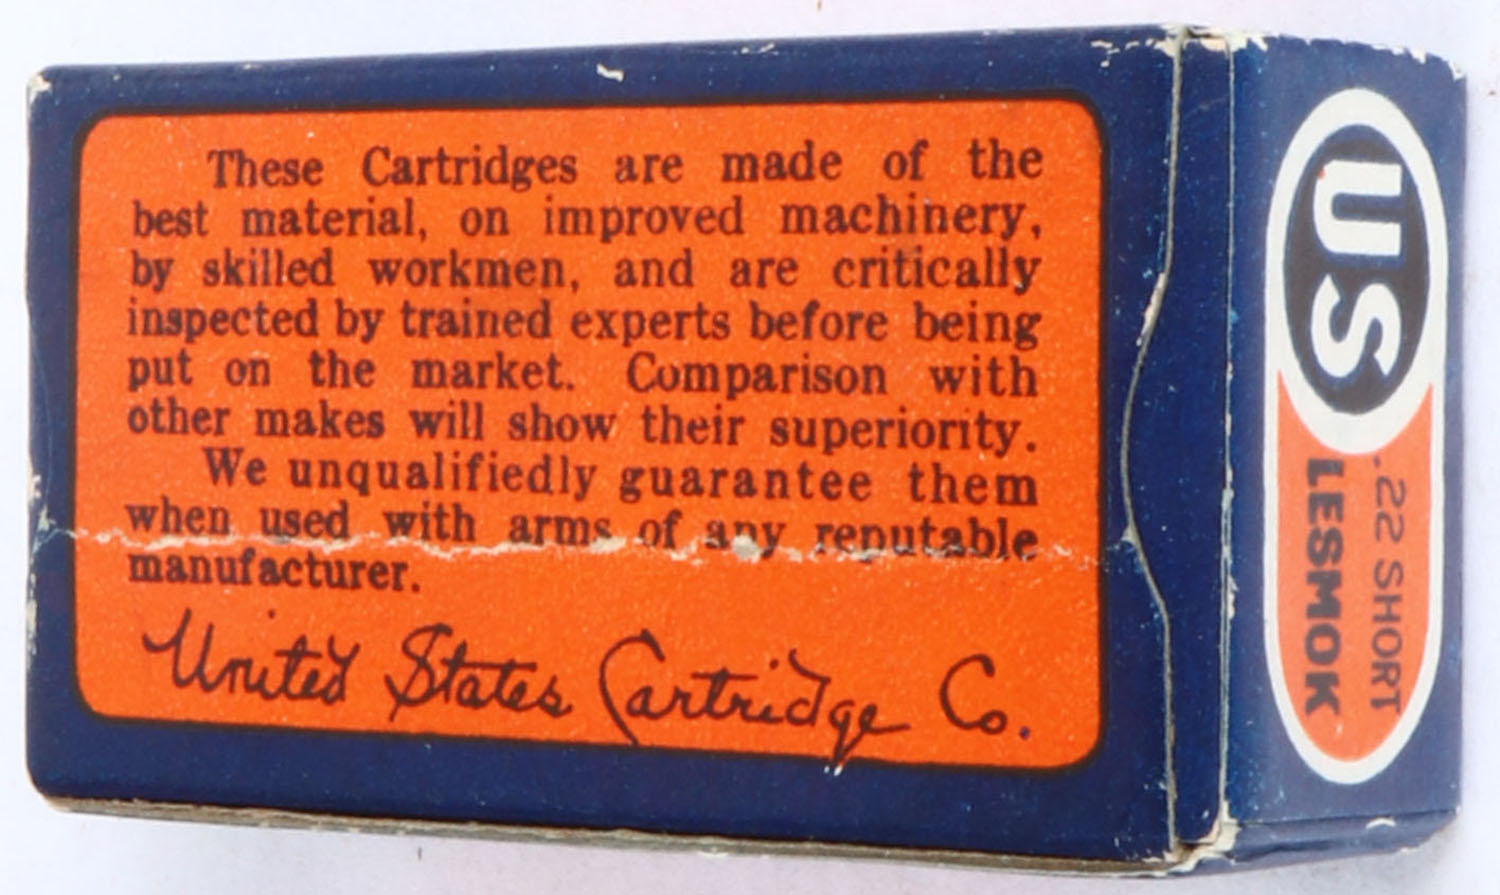 These Cartridges are made of the
best material, on improved machinery,
by skilled workmen, and are critically
inspected by trained experts before being
put on the market. Comparison with
other makes will show their superiority.
We unqualifiedly guarantee them
when used with arms of any reputable
manufacturer.
United States Cartridge Co.
US
.22 SHORT
LESMOK